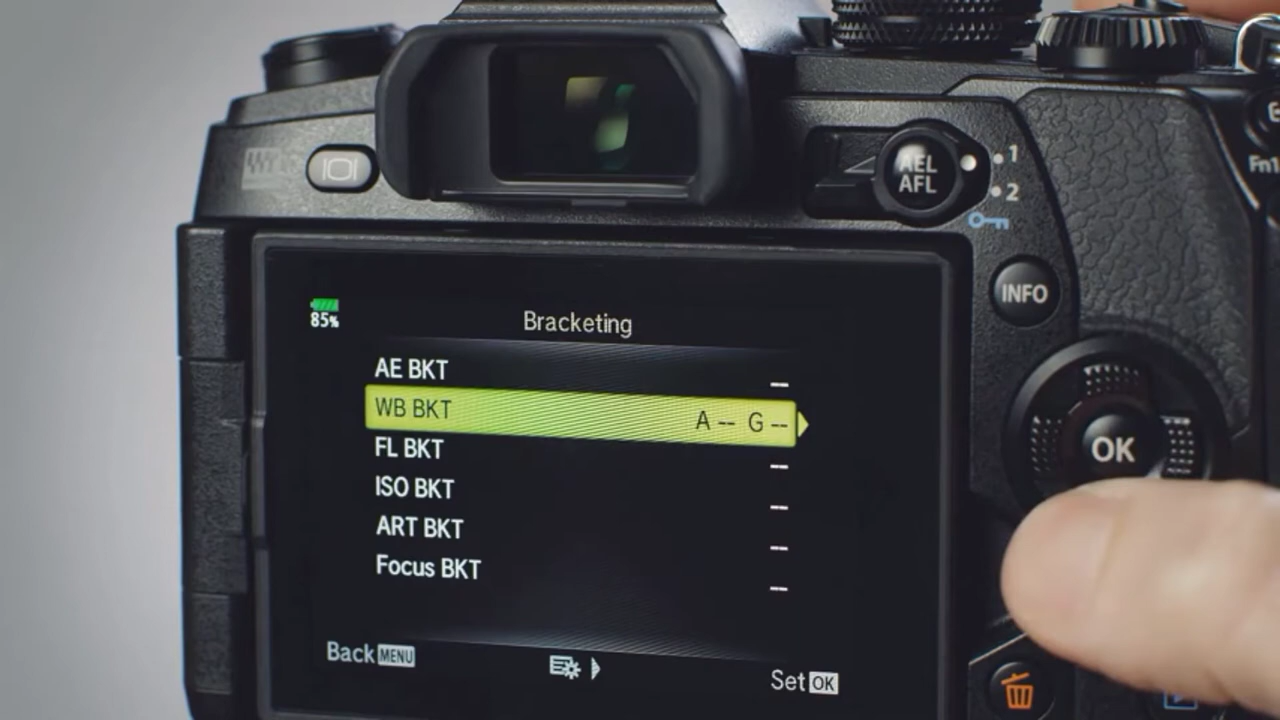 AEL
AFL
1
2
INFO
Fn1
OK
85%
Bracketing
AE BKT --
WB BKT A -- G --
FL BKT --
ISO BKT --
ART BKT --
Focus BKT --
Back MENU
Set OK